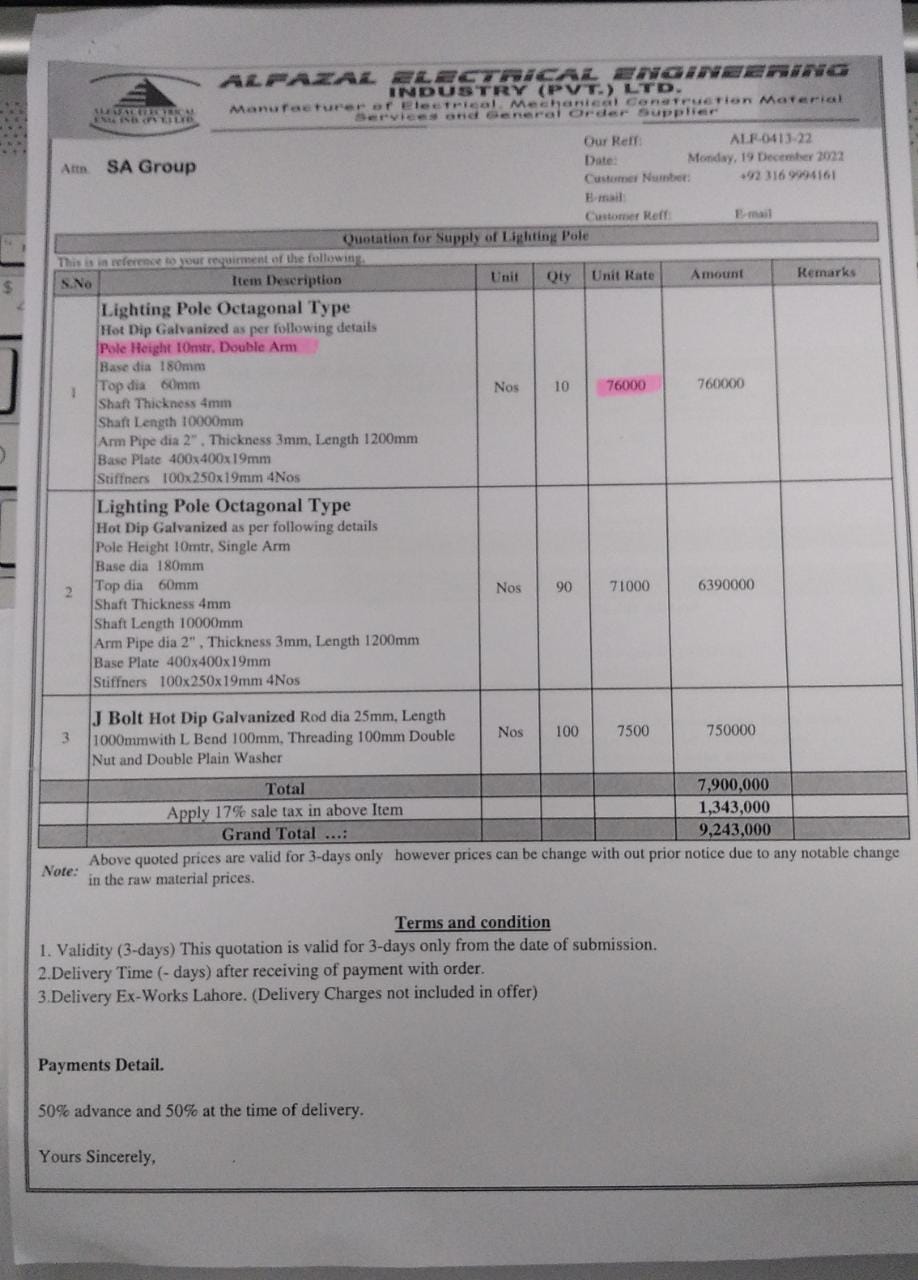 ALFAZAL ELECTRICAL ENGINEERING
INDUSTRY (PVT.) LTD.
Manufacturer of Electrical, Mechanical Construction Material
Services and General Order Supplier
ALFAZAL ELECTRICAL
ENG. IND. (PVT.) LTD.
Attn. SA Group
Our Reff: ALF-0413-22
Date: Monday, 19 December 2022
Customer Number: +92 316 9994161
E-mail:
Customer Reff: E-mail
Quotation for Supply of Lighting Pole
This is in reference to your requirment of the following.
S.No Item Description Unit Qty Unit Rate Amount Remarks
Lighting Pole Octagonal Type
Hot Dip Galvanized as per following details
Pole Height 10mtr, Double Arm
Base dia 180mm
1 Top dia 60mm Nos 10 76000 760000
Shaft Thickness 4mm
Shaft Length 10000mm
Arm Pipe dia 2" , Thickness 3mm, Length 1200mm
Base Plate 400x400x19mm
Stiffners 100x250x19mm 4Nos
Lighting Pole Octagonal Type
Hot Dip Galvanized as per following details
Pole Height 10mtr, Single Arm
Base dia 180mm
2 Top dia 60mm Nos 90 71000 6390000
Shaft Thickness 4mm
Shaft Length 10000mm
Arm Pipe dia 2" , Thickness 3mm, Length 1200mm
Base Plate 400x400x19mm
Stiffners 100x250x19mm 4Nos
J Bolt Hot Dip Galvanized Rod dia 25mm, Length
3 1000mmwith L Bend 100mm, Threading 100mm Double Nos 100 7500 750000
Nut and Double Plain Washer
Total 7,900,000
Apply 17% sale tax in above Item 1,343,000
Grand Total ...: 9,243,000
Note: Above quoted prices are valid for 3-days only however prices can be change with out prior notice due to any notable change
in the raw material prices.
Terms and condition
1. Validity (3-days) This quotation is valid for 3-days only from the date of submission.
2.Delivery Time (- days) after receiving of payment with order.
3.Delivery Ex-Works Lahore. (Delivery Charges not included in offer)
Payments Detail.
50% advance and 50% at the time of delivery.
Yours Sincerely,